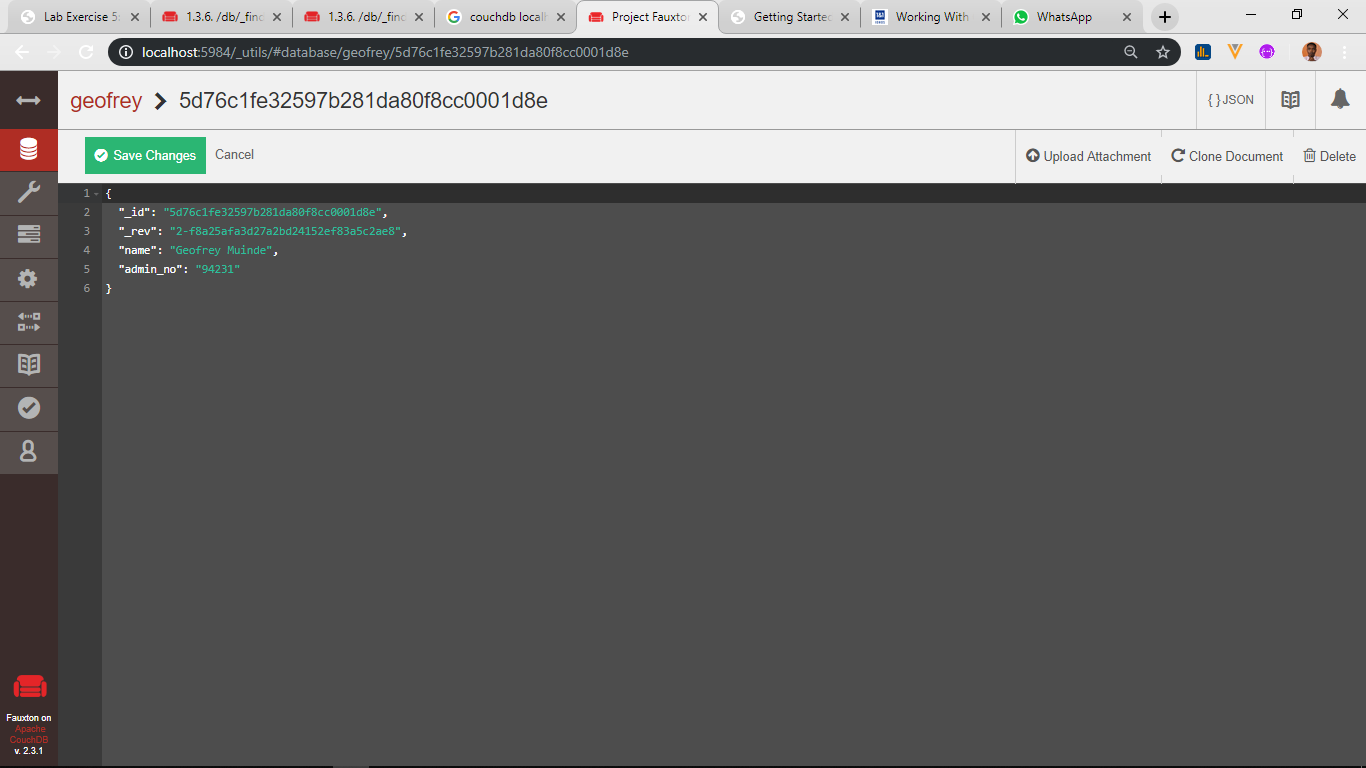 Lab Exercise 5:
1.3.6. /db/_find
1.3.6. /db/_find
couchdb localh
Project Fauxton
Getting Started
Working With
WhatsApp
localhost:5984/_utils/#database/geofrey/5d76c1fe32597b281da80f8cc0001d8e
geofrey > 5d76c1fe32597b281da80f8cc0001d8e
{ } JSON
Save Changes
Cancel
Upload Attachment
Clone Document
Delete
1 {
2 "_id": "5d76c1fe32597b281da80f8cc0001d8e",
3 "_rev": "2-f8a25afa3d27a2bd24152ef83a5c2ae8",
4 "name": "Geofrey Muinde",
5 "admin_no": "94231"
6 }
Fauxton on
Apache
CouchDB
v. 2.3.1